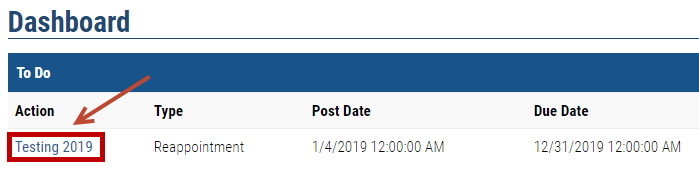 Dashboard
To Do
Action Type Post Date Due Date
Testing 2019 Reappointment 1/4/2019 12:00:00 AM 12/31/2019 12:00:00 AM